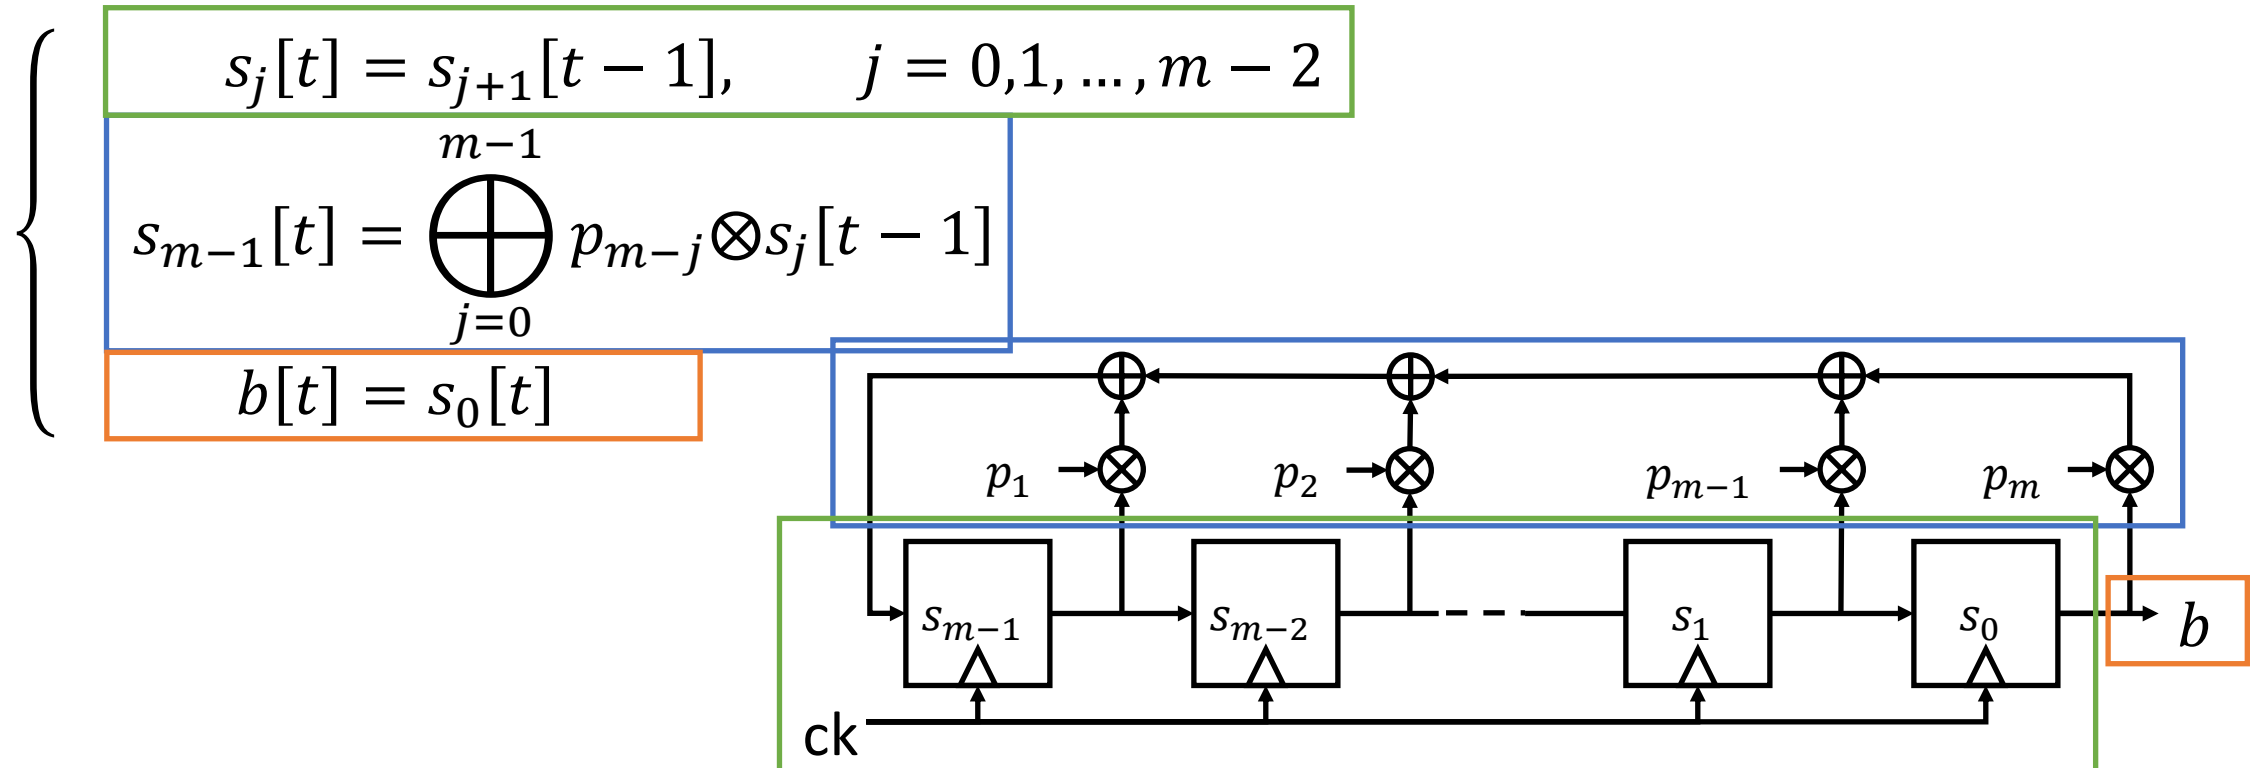 s_j[t] = s_{j+1}[t − 1], j = 0,1, … , m − 2
m−1
s_{m−1}[t] = ⨁ p_{m−j}⊗s_j[t − 1]
j=0
b[t] = s_0[t]
p_1 p_2 p_{m−1} p_m
s_{m−1} s_{m−2} s_1 s_0 b
ck